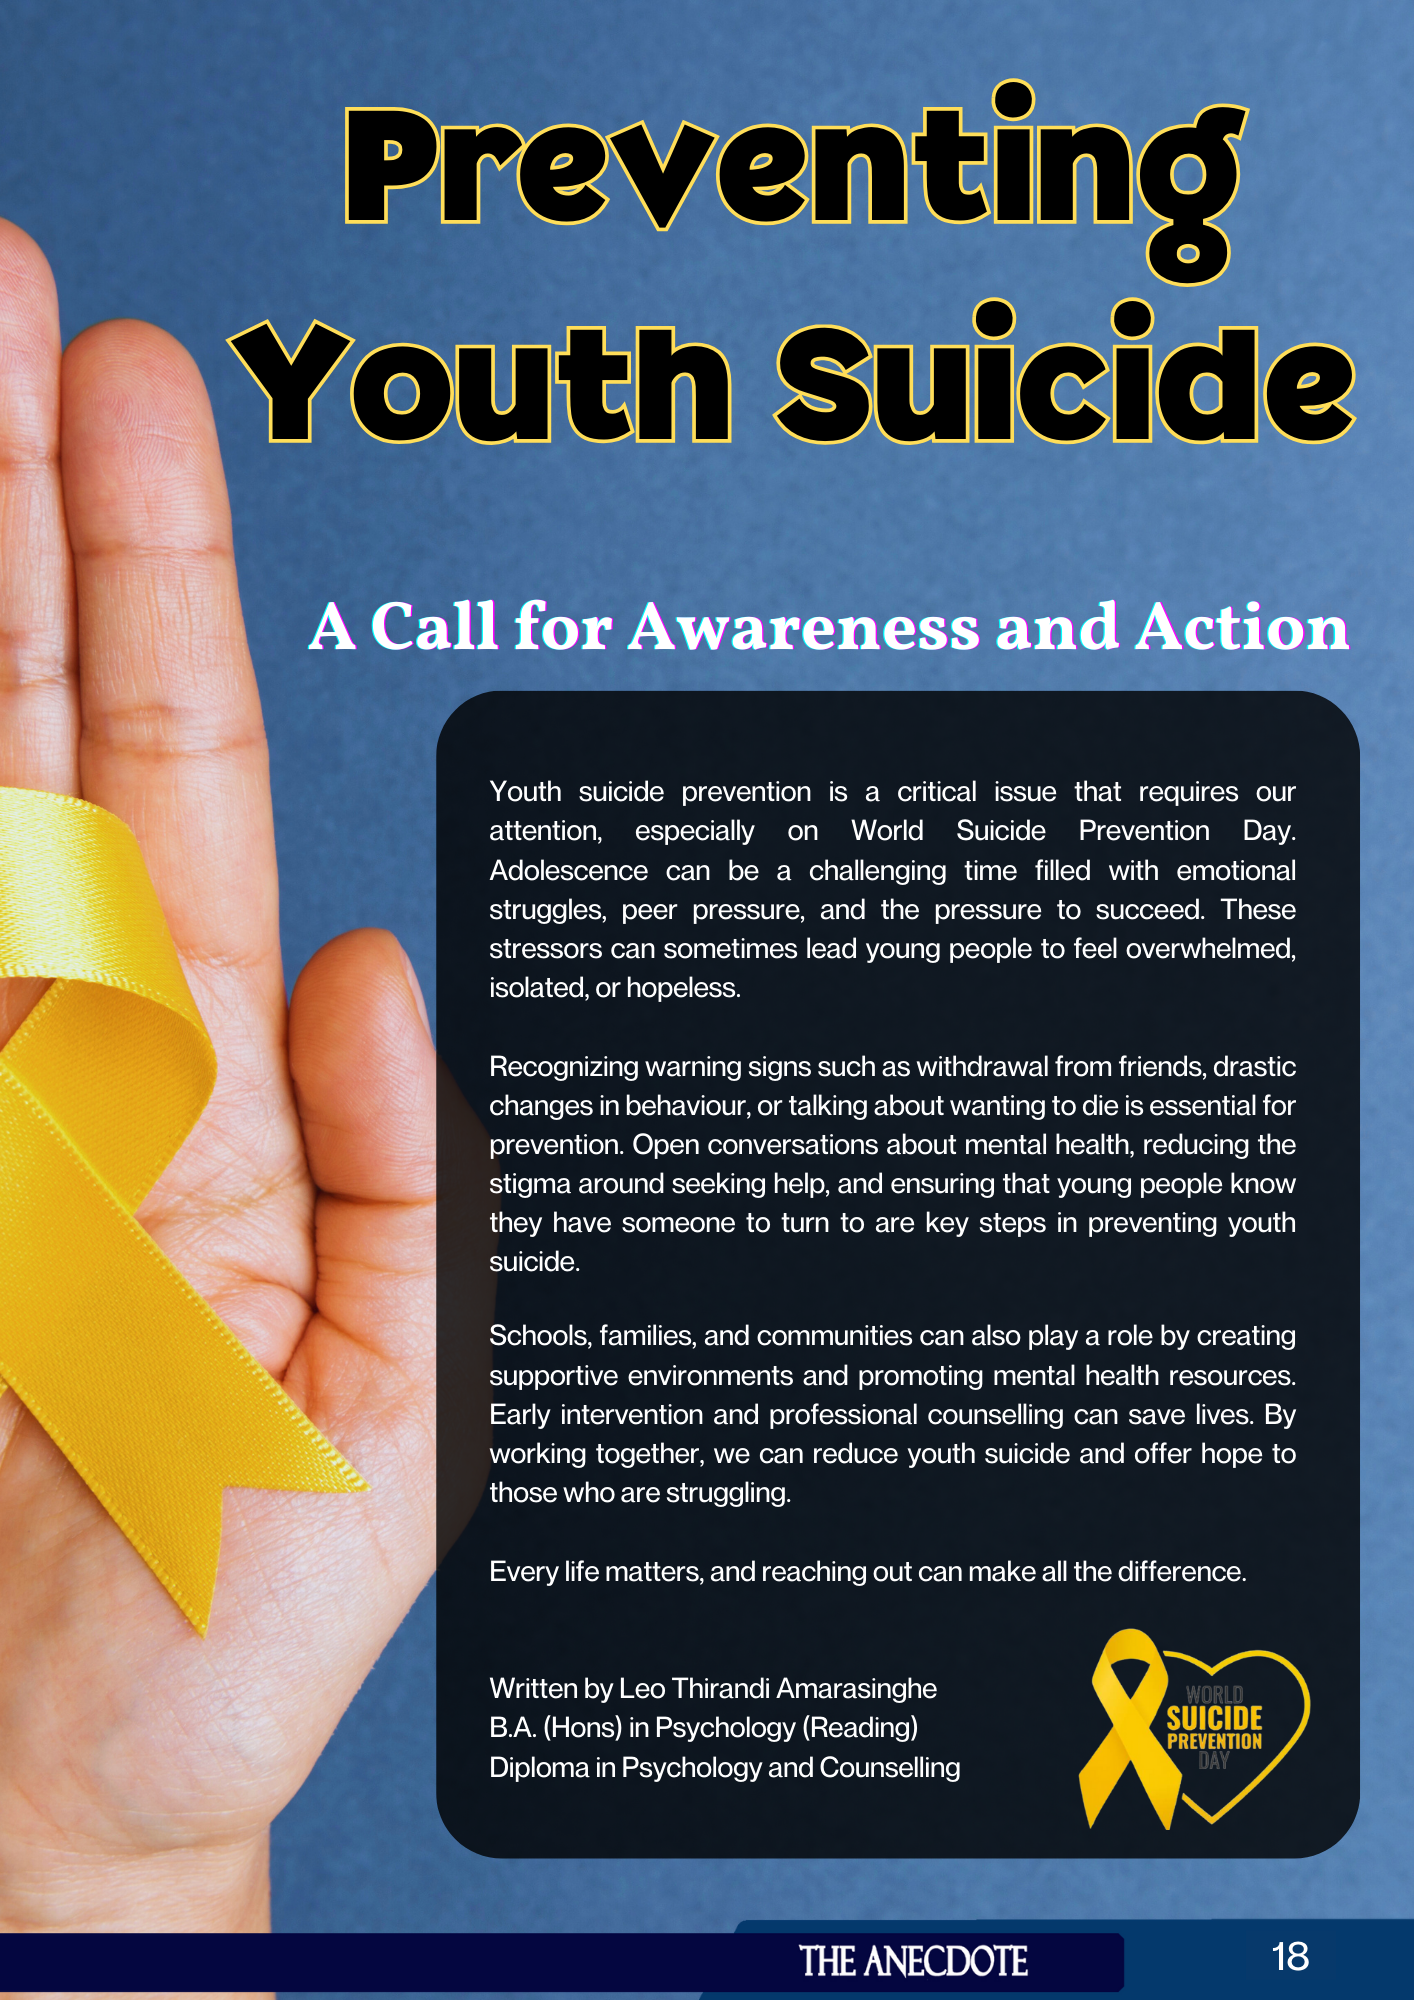 Preventing
Youth Suicide
A Call for Awareness and Action
Youth suicide prevention is a critical issue that requires our
attention, especially on World Suicide Prevention Day.
Adolescence can be a challenging time filled with emotional
struggles, peer pressure, and the pressure to succeed. These
stressors can sometimes lead young people to feel overwhelmed,
isolated, or hopeless.
Recognizing warning signs such as withdrawal from friends, drastic
changes in behaviour, or talking about wanting to die is essential for
prevention. Open conversations about mental health, reducing the
stigma around seeking help, and ensuring that young people know
they have someone to turn to are key steps in preventing youth
suicide.
Schools, families, and communities can also play a role by creating
supportive environments and promoting mental health resources.
Early intervention and professional counselling can save lives. By
working together, we can reduce youth suicide and offer hope to
those who are struggling.
Every life matters, and reaching out can make all the difference.
Written by Leo Thirandi Amarasinghe
B.A. (Hons) in Psychology (Reading)
Diploma in Psychology and Counselling
WORLD
SUICIDE
PREVENTION
DAY
THE ANECDOTE
18